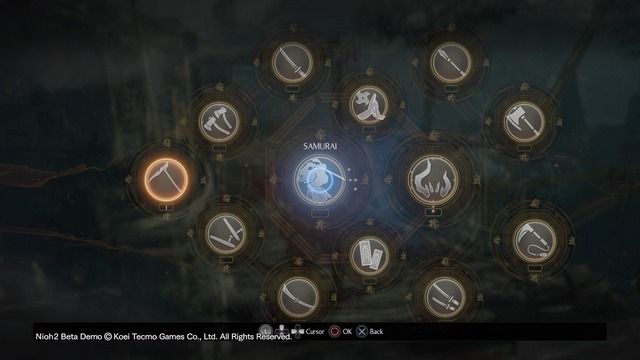 SAMURAI
Cursor OK Back
Nioh2 Beta Demo © Koei Tecmo Games Co., Ltd. All Rights Reserved.